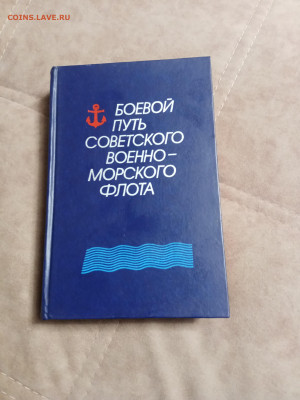 COINS.LAVE.RU
БОЕВОЙ
ПУТЬ
СОВЕТСКОГО
ВОЕННО-
МОРСКОГО
ФЛОТА